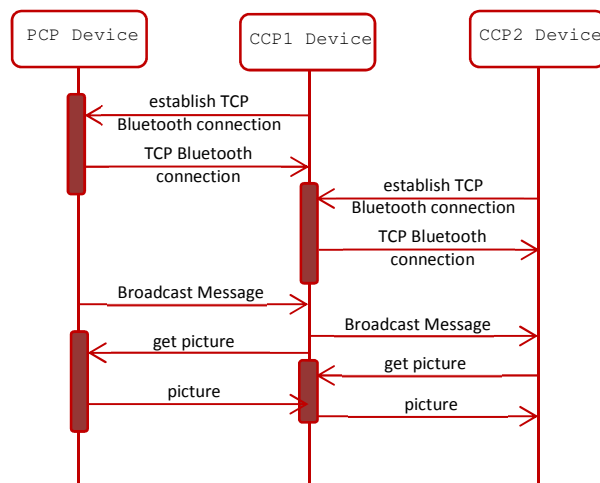 PCP Device
CCP1 Device
CCP2 Device
establish TCP
Bluetooth connection
TCP Bluetooth
connection
establish TCP
Bluetooth connection
TCP Bluetooth
connection
Broadcast Message
Broadcast Message
get picture
get picture
picture
picture